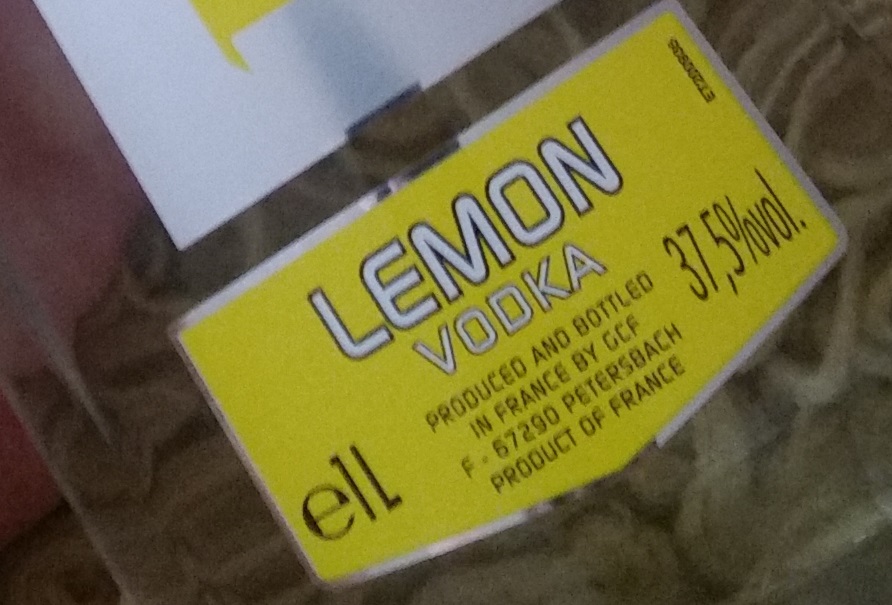 LEMON
VODKA
37,5%vol.
PRODUCED AND BOTTLED
IN FRANCE BY GCF
F - 67290 PETERSBACH
PRODUCT OF FRANCE
e1L